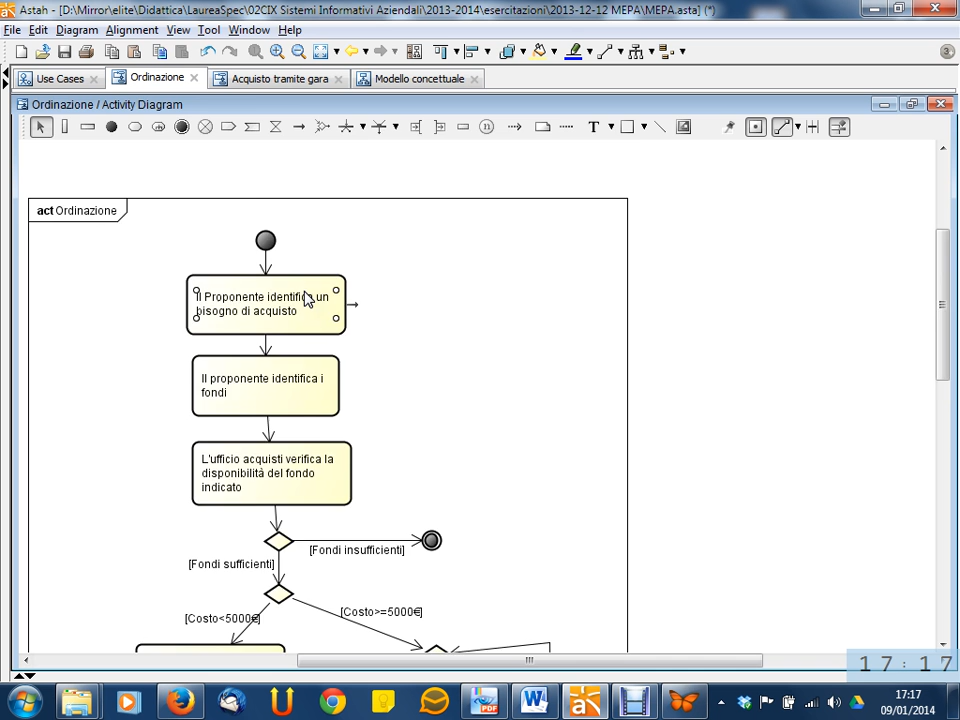 Astah - [D:\Mirror\elite\Didattica\LaureaSpec\02CIX Sistemi Informativi Aziendali\2013-2014\esercitazioni\2013-12-12 MEPA\MEPA.asta] (*)
File Edit Diagram Alignment View Tool Window Help
Use Cases Ordinazione Acquisto tramite gara Modello concettuale
Ordinazione / Activity Diagram
act Ordinazione
Il Proponente identifica un
bisogno di acquisto
Il proponente identifica i
fondi
L'ufficio acquisti verifica la
disponibilità del fondo
indicato
[Fondi insufficienti]
[Fondi sufficienti]
[Costo>=5000€]
[Costo<5000€]
17:17
17:17
09/01/2014